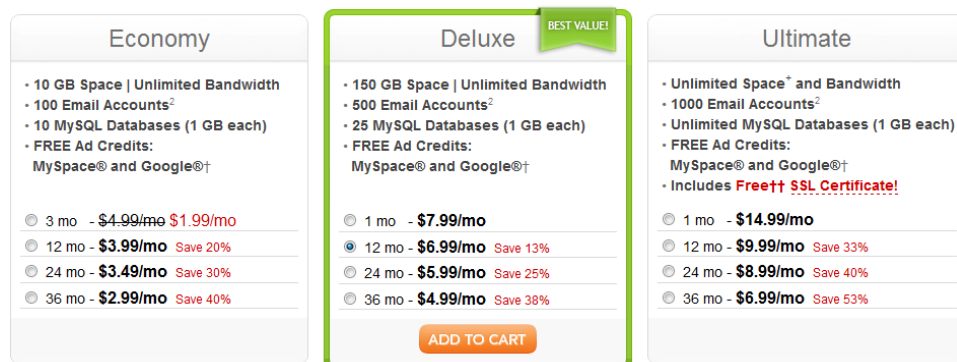 Economy
• 10 GB Space | Unlimited Bandwidth
• 100 Email Accounts2
• 10 MySQL Databases (1 GB each)
• FREE Ad Credits:
MySpace® and Google®†
3 mo - $4.99/mo $1.99/mo
12 mo - $3.99/mo Save 20%
24 mo - $3.49/mo Save 30%
36 mo - $2.99/mo Save 40%
BEST VALUE!
Deluxe
• 150 GB Space | Unlimited Bandwidth
• 500 Email Accounts2
• 25 MySQL Databases (1 GB each)
• FREE Ad Credits:
MySpace® and Google®†
1 mo - $7.99/mo
12 mo - $6.99/mo Save 13%
24 mo - $5.99/mo Save 25%
36 mo - $4.99/mo Save 38%
ADD TO CART
Ultimate
• Unlimited Space+ and Bandwidth
• 1000 Email Accounts2
• Unlimited MySQL Databases (1 GB each)
• FREE Ad Credits:
MySpace® and Google®†
• Includes Free†† SSL Certificate!
1 mo - $14.99/mo
12 mo - $9.99/mo Save 33%
24 mo - $8.99/mo Save 40%
36 mo - $6.99/mo Save 53%